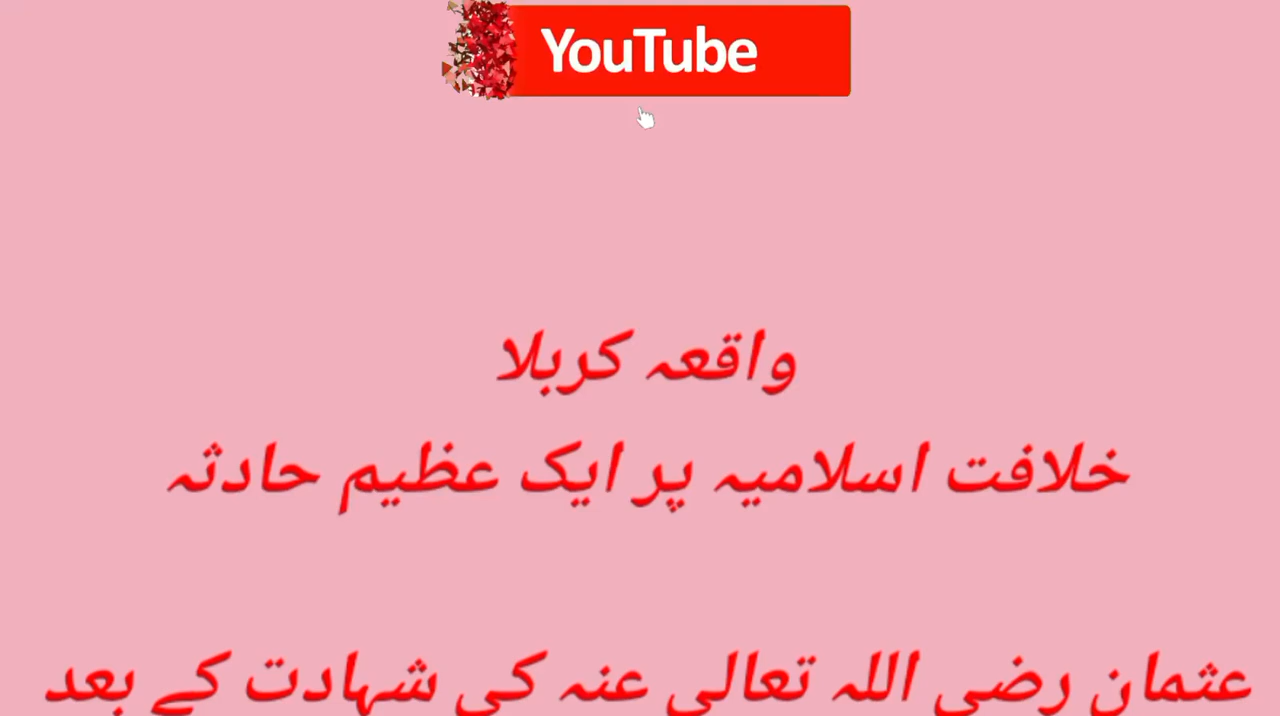 YouTube
واقعہ کربلا
خلافت اسلامیہ پر ایک عظیم حادثہ
عثمان رضی اللہ تعالی عنہ کی شہادت کے بعد